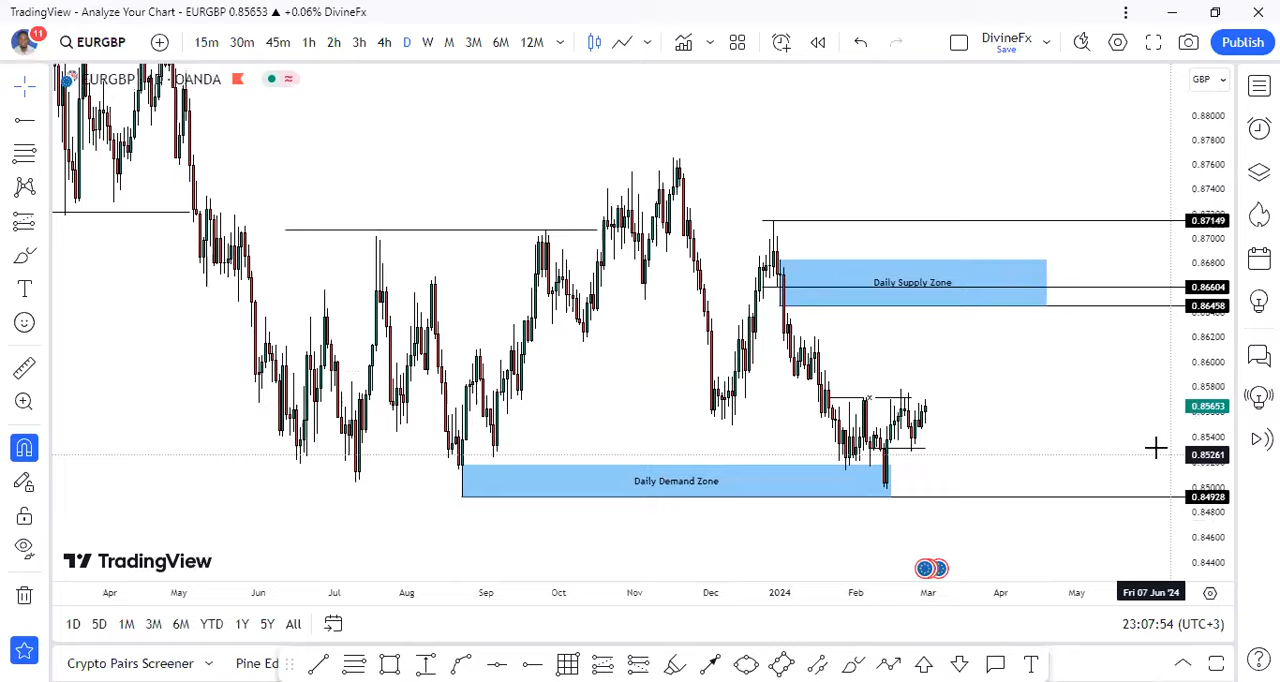 TradingView - Analyze Your Chart - EURGBP 0.85653 ▲ +0.06% DivineFx
11
EURGBP
15m 30m 45m 1h 2h 3h 4h D W M 3M 6M 12M
DivineFx
Save
Publish
OANDA
GBP
0.88000
0.87800
0.87600
0.87400
0.87149
0.87000
0.86800
Daily Supply Zone
0.86604
0.86458
0.86200
0.86000
0.85800
x
0.85653
0.85400
0.85261
Daily Demand Zone
0.85000
0.84928
0.84800
0.84600
0.84400
TradingView
Apr May Jun Jul Aug Sep Oct Nov Dec 2024 Feb Mar Apr May Fri 07 Jun '24
1D 5D 1M 3M 6M YTD 1Y 5Y All
23:07:54 (UTC+3)
Crypto Pairs Screener
Pine Ed